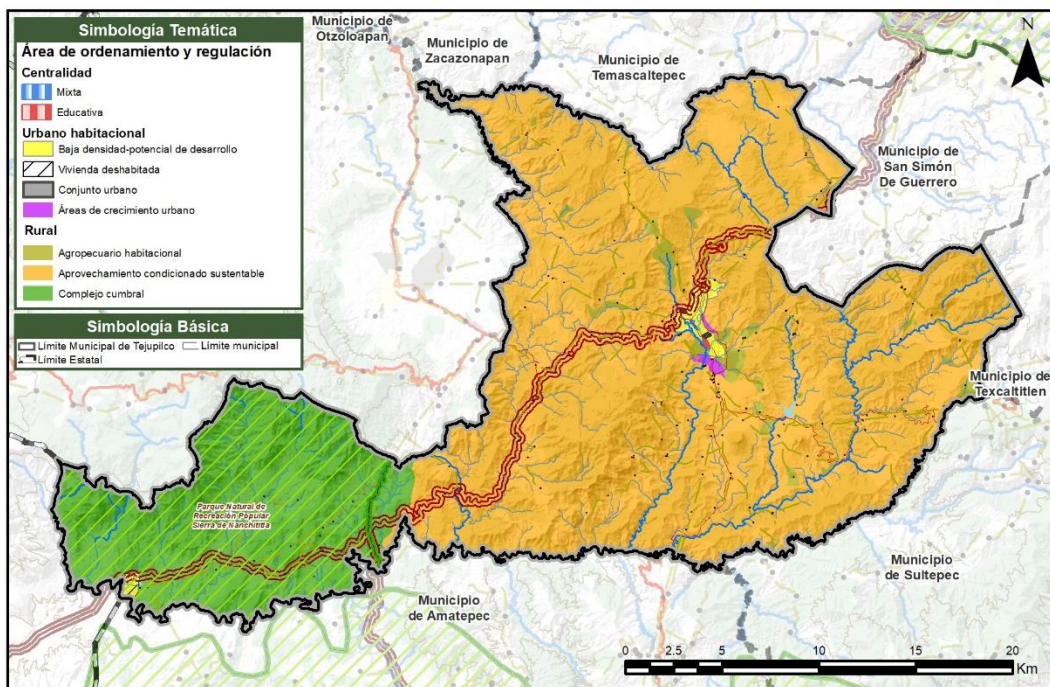 Simbología Temática
Área de ordenamiento y regulación
Centralidad
Mixta
Educativa
Urbano habitacional
Baja densidad-potencial de desarrollo
Vivienda deshabitada
Conjunto urbano
Áreas de crecimiento urbano
Rural
Agropecuario habitacional
Aprovechamiento condicionado sustentable
Complejo cumbral
Simbología Básica
Límite Municipal de Tejupilco
Límite municipal
Límite Estatal
Municipio de
Otzoloapan
Municipio de
Zacazonapan
Municipio de
Temascaltepec
N
Municipio de
San Simón
De Guerrero
Municipio de
Texcaltitlen
Parque Natural de
Recreación Popular
Sierra de Nanchititla
Municipio
de Amatepec
Municipio
de Sultepec
0 2.5 5 10 15 20
Km